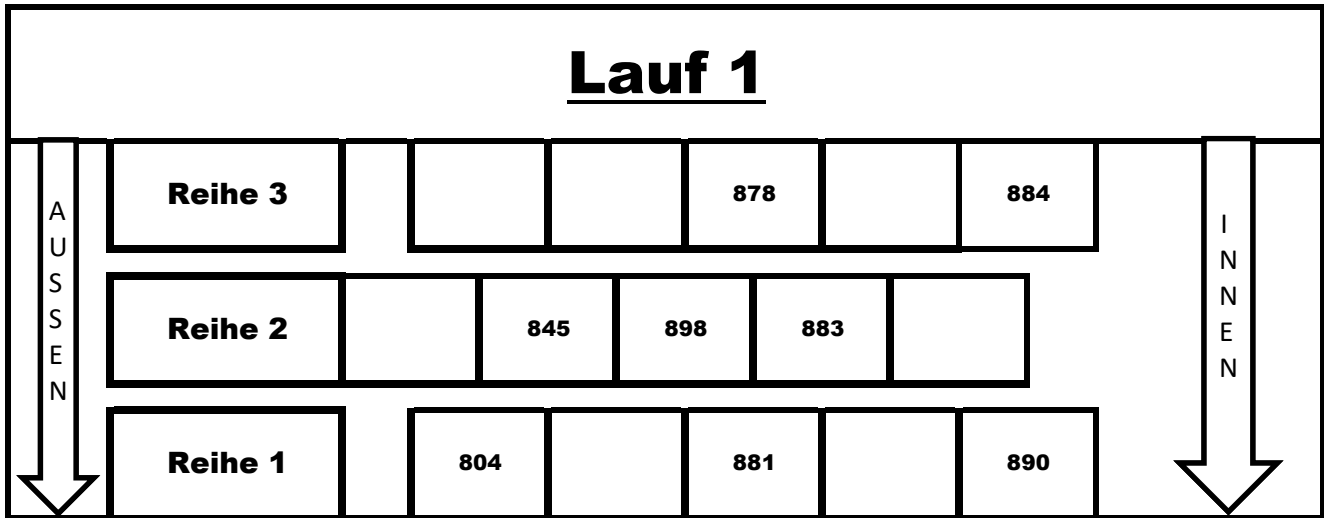 Lauf 1
AUSSEN
Reihe 3 878 884
Reihe 2 845 898 883
Reihe 1 804 881 890
INNEN